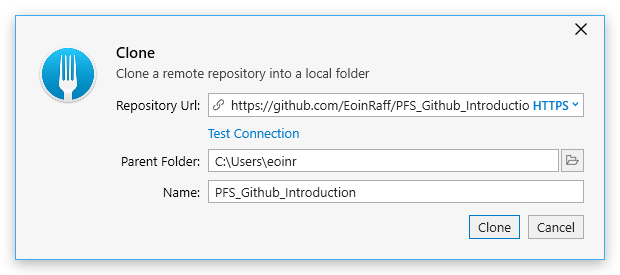 Clone
Clone a remote repository into a local folder
Repository Url: https://github.com/EoinRaff/PFS_Github_Introductio HTTPS
Test Connection
Parent Folder: C:\Users\eoinr
Name: PFS_Github_Introduction
Clone Cancel